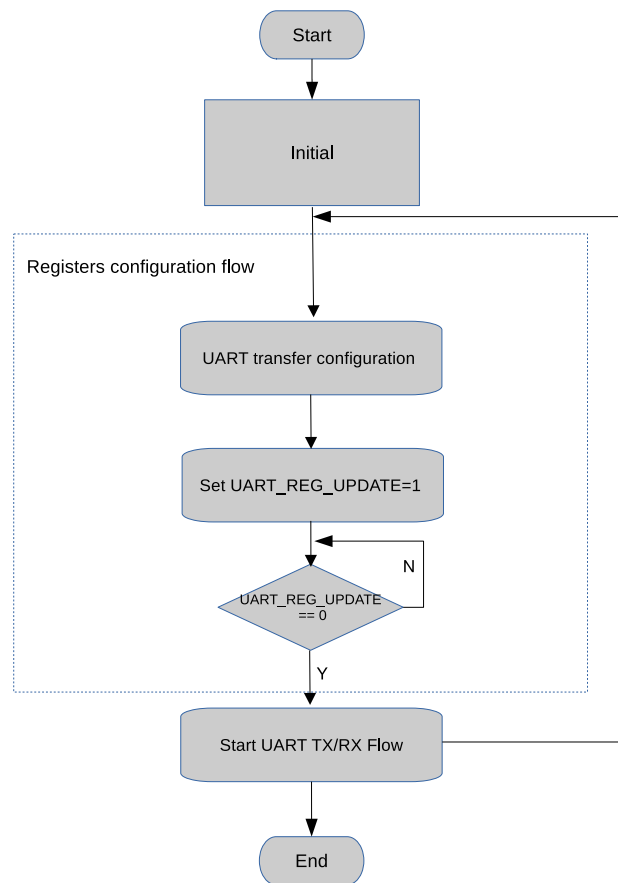 Start
Initial
Registers configuration flow
UART transfer configuration
Set UART_REG_UPDATE=1
N
UART_REG_UPDATE
== 0
Y
Start UART TX/RX Flow
End